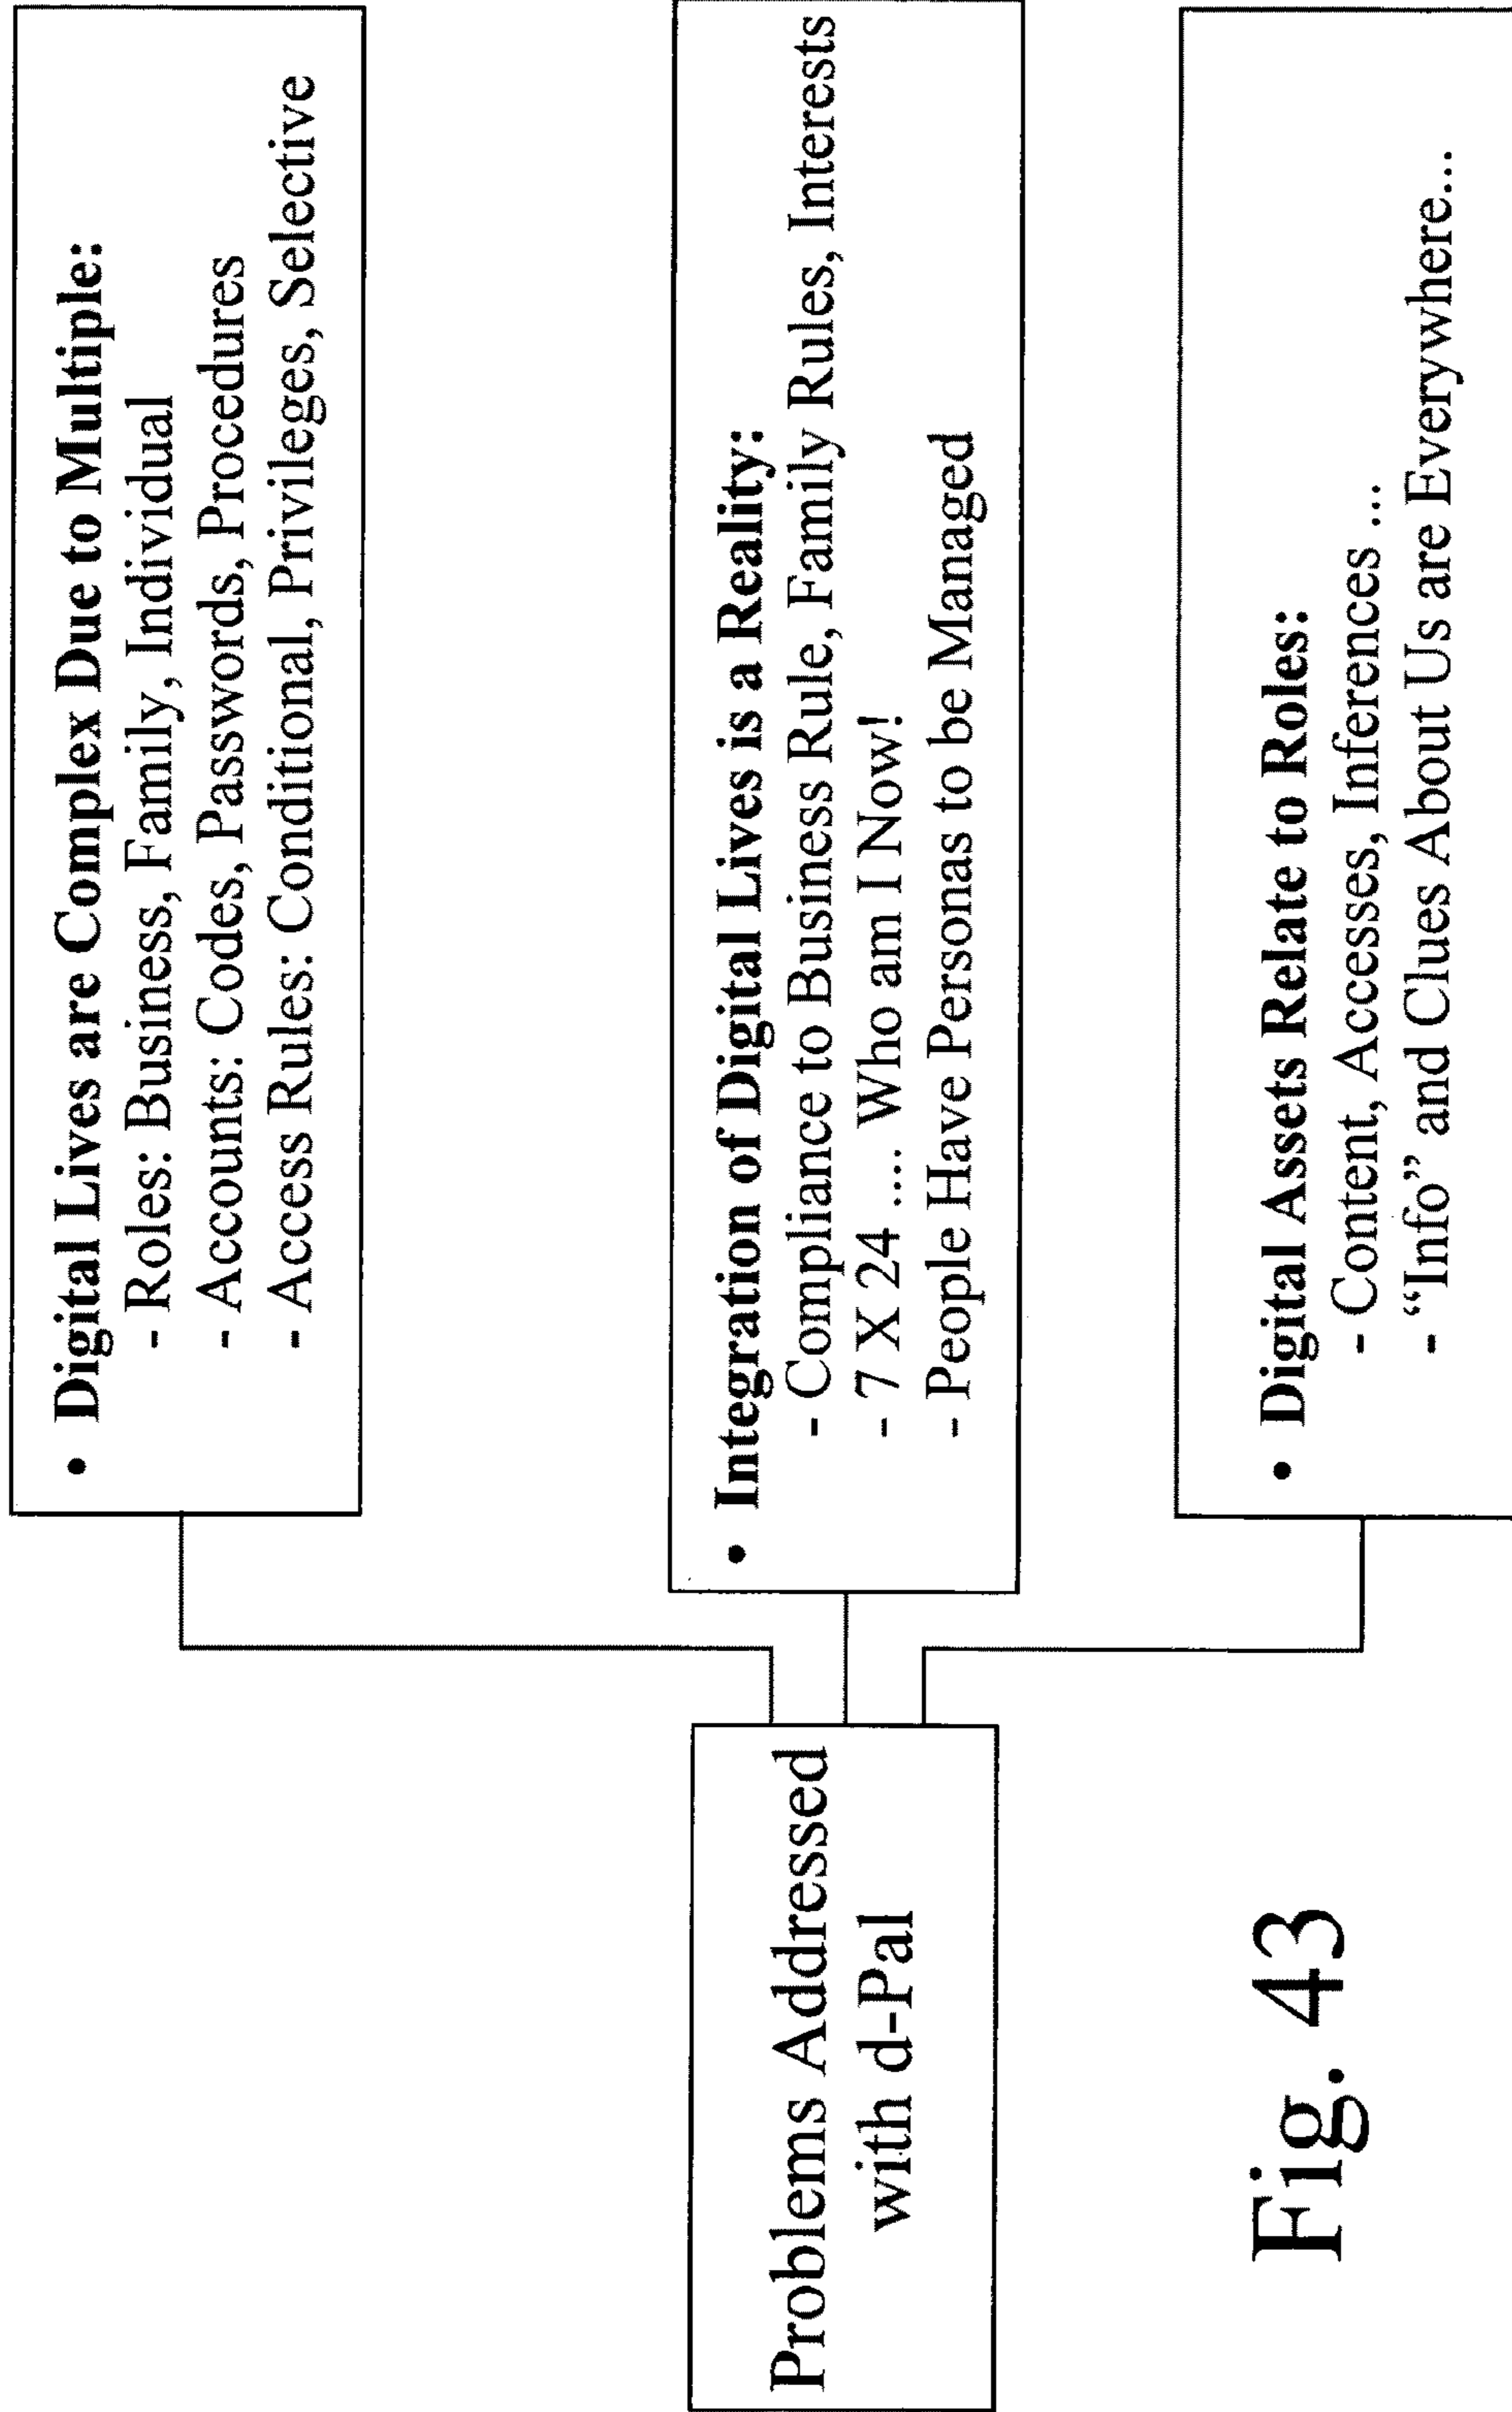 Problems Addressed
with d-Pal
• Digital Lives are Complex Due to Multiple:
- Roles: Business, Family, Individual
- Accounts: Codes, Passwords, Procedures
- Access Rules: Conditional, Privileges, Selective
• Integration of Digital Lives is a Reality:
- Compliance to Business Rule, Family Rules, Interests
- 7 X 24 .... Who am I Now!
- People Have Personas to be Managed
• Digital Assets Relate to Roles:
- Content, Accesses, Inferences ...
- “Info” and Clues About Us are Everywhere...
Fig. 43